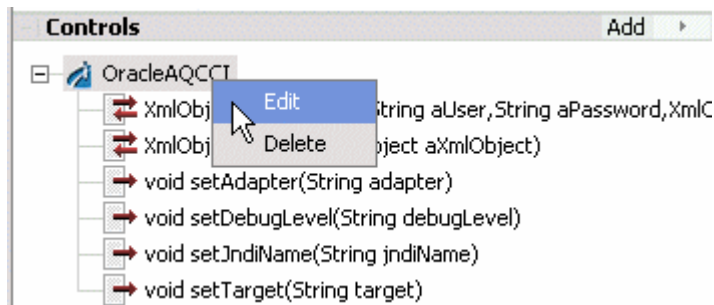 Controls Add
OracleAQCCI
Edit
XmlObj String aUser,String aPassword,XmlO
Delete
XmlObj bject aXmlObject)
void setAdapter(String adapter)
void setDebugLevel(String debugLevel)
void setJndiName(String jndiName)
void setTarget(String target)